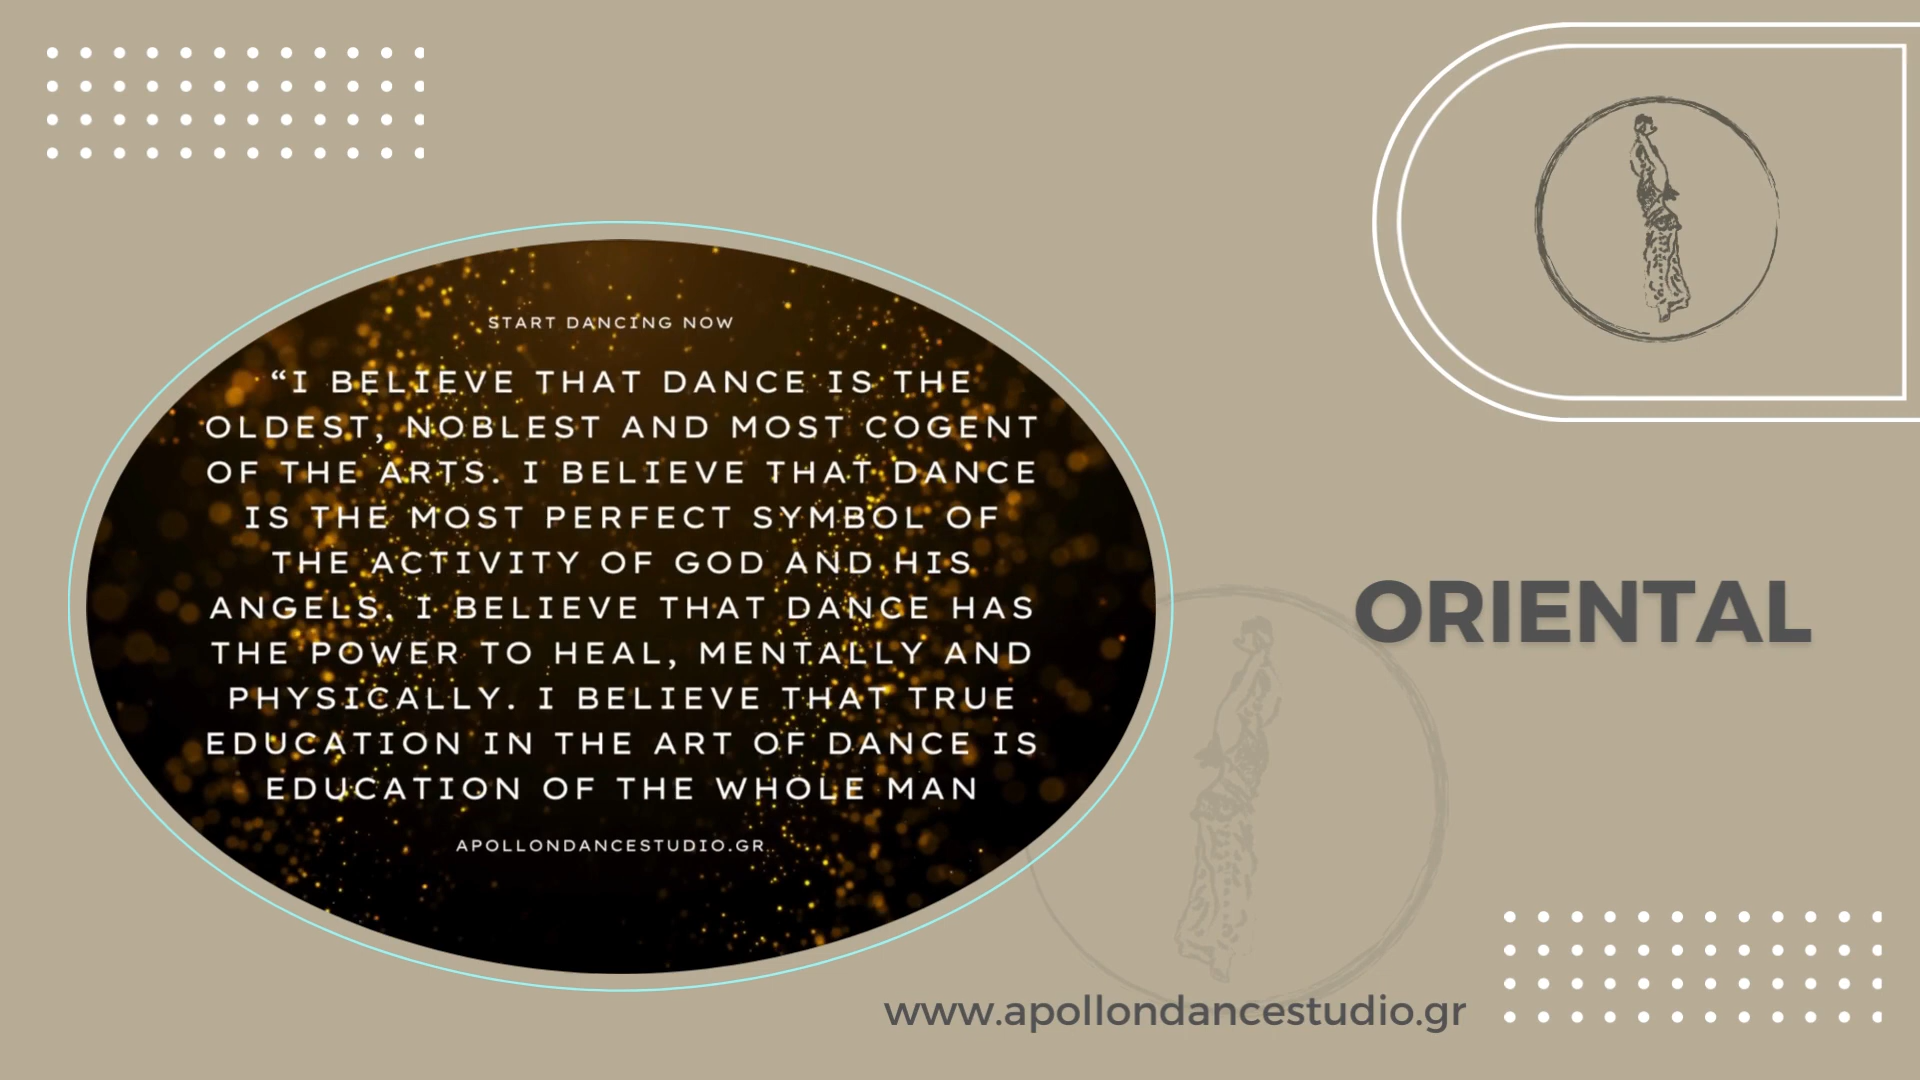 START DANCING NOW
“I BELIEVE THAT DANCE IS THE
OLDEST, NOBLEST AND MOST COGENT
OF THE ARTS. I BELIEVE THAT DANCE
IS THE MOST PERFECT SYMBOL OF
THE ACTIVITY OF GOD AND HIS
ANGELS. I BELIEVE THAT DANCE HAS
THE POWER TO HEAL, MENTALLY AND
PHYSICALLY. I BELIEVE THAT TRUE
EDUCATION IN THE ART OF DANCE IS
EDUCATION OF THE WHOLE MAN
APOLLONDANCESTUDIO.GR
ORIENTAL
www.apollondancestudio.gr